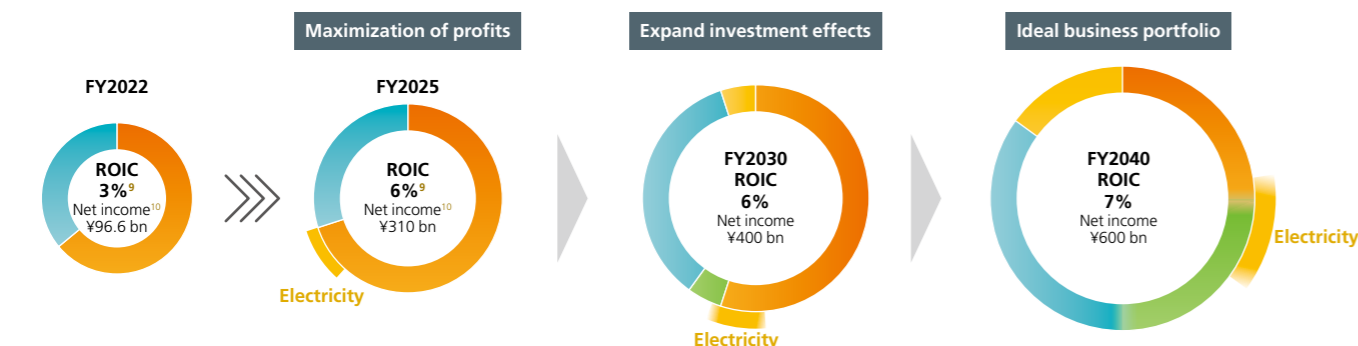 Maximization of profits
Expand investment effects
Ideal business portfolio
FY2022
ROIC
3%9
Net income10
¥96.6 bn
FY2025
ROIC
6%9
Net income10
¥310 bn
Electricity
FY2030
ROIC
6%
Net income
¥400 bn
Electricity
FY2040
ROIC
7%
Net income
¥600 bn
Electricity